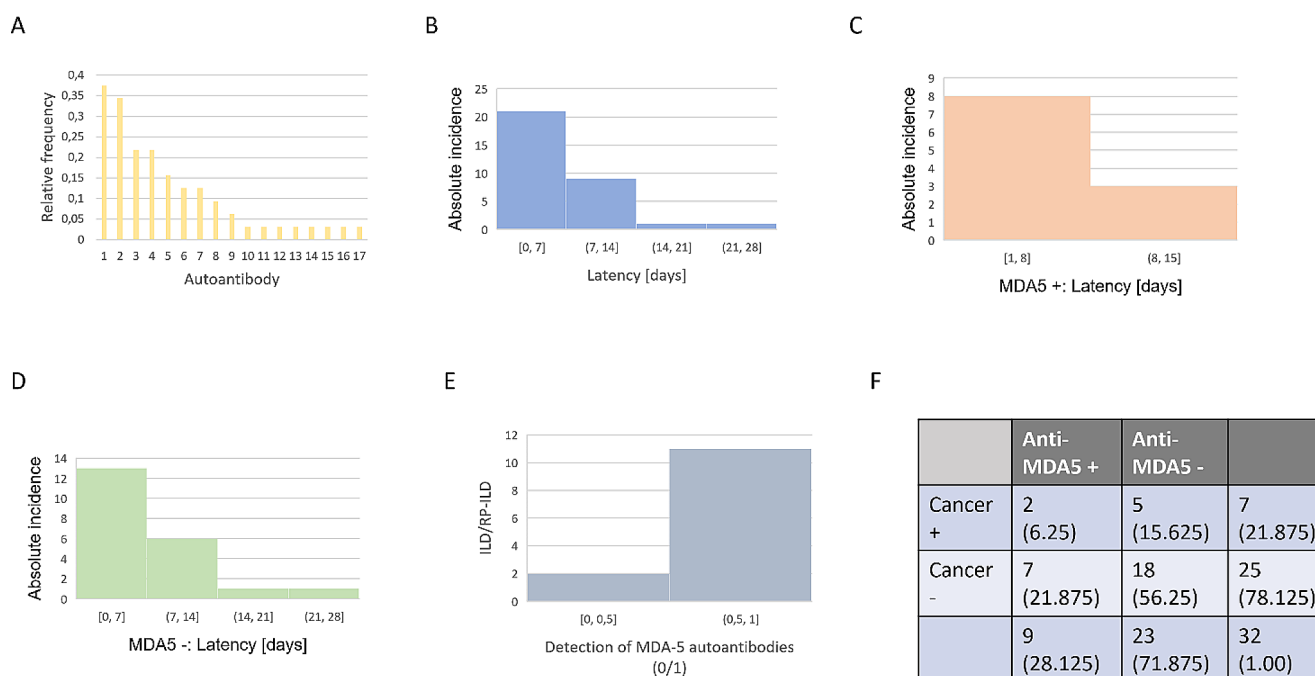 A
B
C
0,4
0,35
0,3
0,25
0,2
0,15
0,1
0,05
0
Relative frequency
1 2 3 4 5 6 7 8 9 10 11 12 13 14 15 16 17
Autoantibody
25
20
15
10
5
0
Absolute incidence
[0, 7] (7, 14] (14, 21] (21, 28]
Latency [days]
9
8
7
6
5
4
3
2
1
0
Absolute incidence
[1, 8] (8, 15]
MDA5 +: Latency [days]
D
E
F
14
12
10
8
6
4
2
0
Absolute incidence
[0, 7] (7, 14] (14, 21] (21, 28]
MDA5 -: Latency [days]
12
10
8
6
4
2
0
ILD/RP-ILD
[0, 0,5] (0,5, 1]
Detection of MDA-5 autoantibodies
(0/1)
Anti- Anti-
MDA5 + MDA5 -
Cancer 2 5 7
+ (6.25) (15.625) (21.875)
Cancer 7 18 25
- (21.875) (56.25) (78.125)
9 23 32
(28.125) (71.875) (1.00)